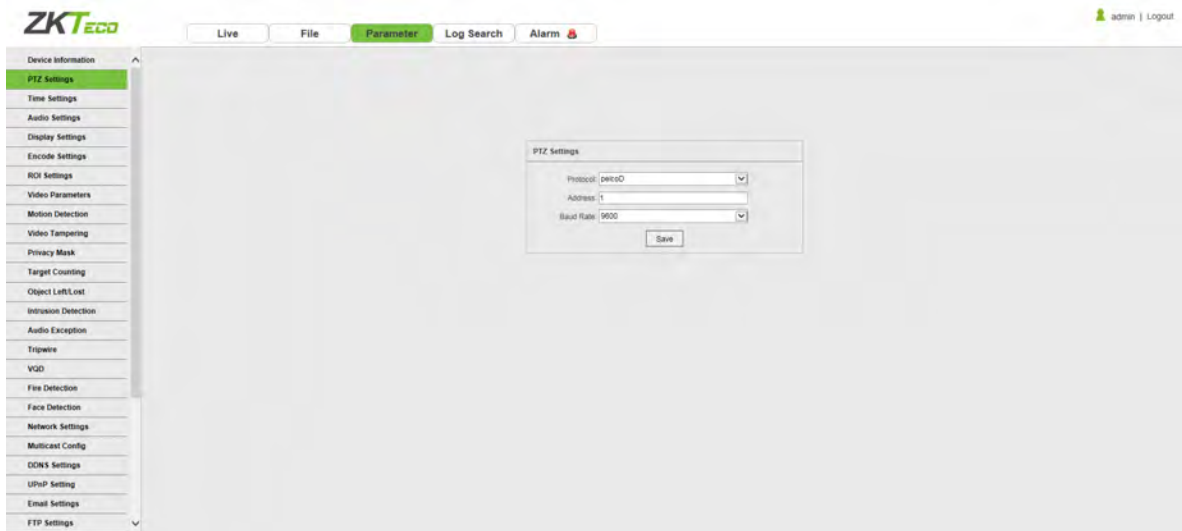 ZKTeco
admin | Logout
Live File Parameter Log Search Alarm
Device Information
PTZ Settings
Time Settings
Audio Settings
Display Settings
Encode Settings
ROI Settings
Video Parameters
Motion Detection
Video Tampering
Privacy Mask
Target Counting
Object Left/Lost
Intrusion Detection
Audio Exception
Tripwire
VQD
Fire Detection
Face Detection
Network Settings
Multicast Config
DDNS Settings
UPnP Setting
Email Settings
FTP Settings
PTZ Settings
Protocol: pelcoD
Address: 1
Baud Rate: 9600
Save